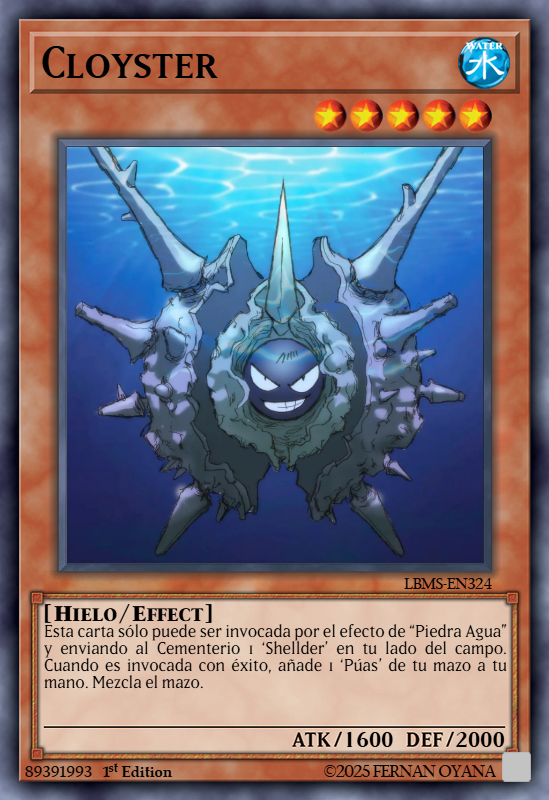 Cloyster
WATER
水
LBMS-EN324
[Hielo/Effect]
Esta carta sólo puede ser invocada por el efecto de “Piedra Agua”
y enviando al Cementerio 1 ‘Shellder’ en tu lado del campo.
Cuando es invocada con éxito, añade 1 ‘Púas’ de tu mazo a tu
mano. Mezcla el mazo.
ATK/1600 DEF/2000
89391993 1st Edition ©2025 FERNAN OYANA